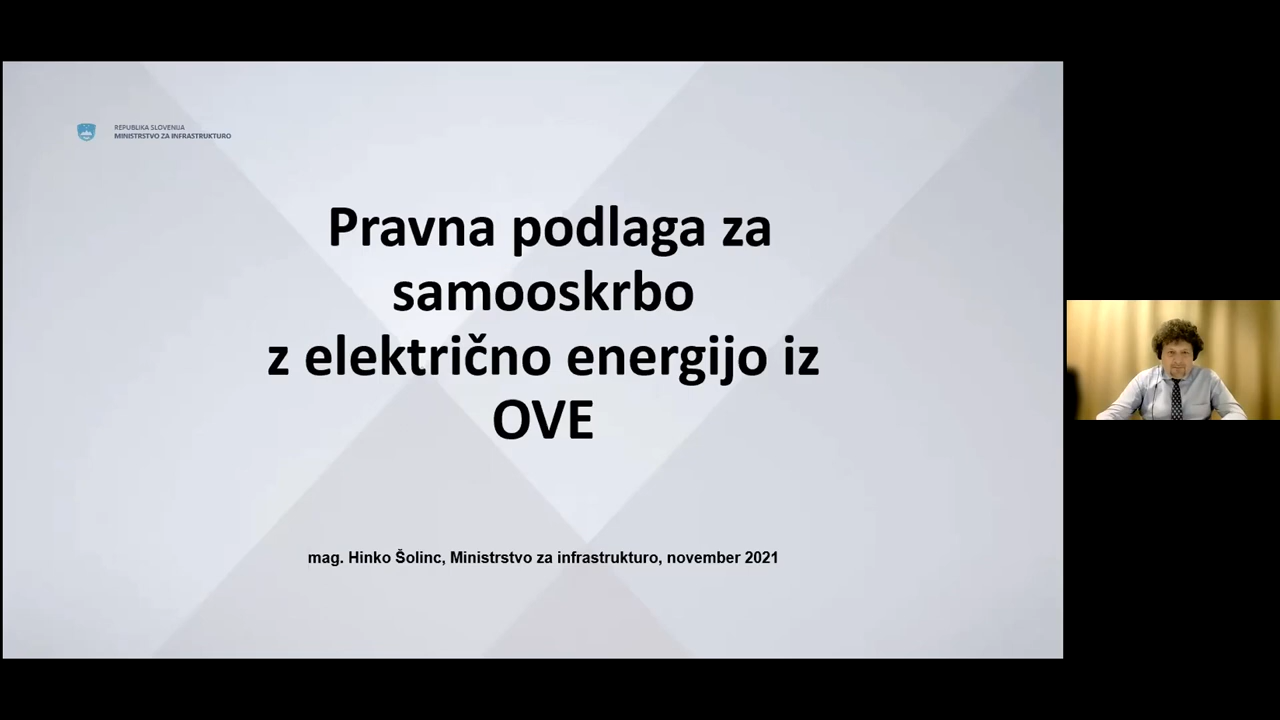 REPUBLIKA SLOVENIJA
MINISTRSTVO ZA INFRASTRUKTURO
Pravna podlaga za
samooskrbo
z električno energijo iz
OVE
mag. Hinko Šolinc, Ministrstvo za infrastrukturo, november 2021